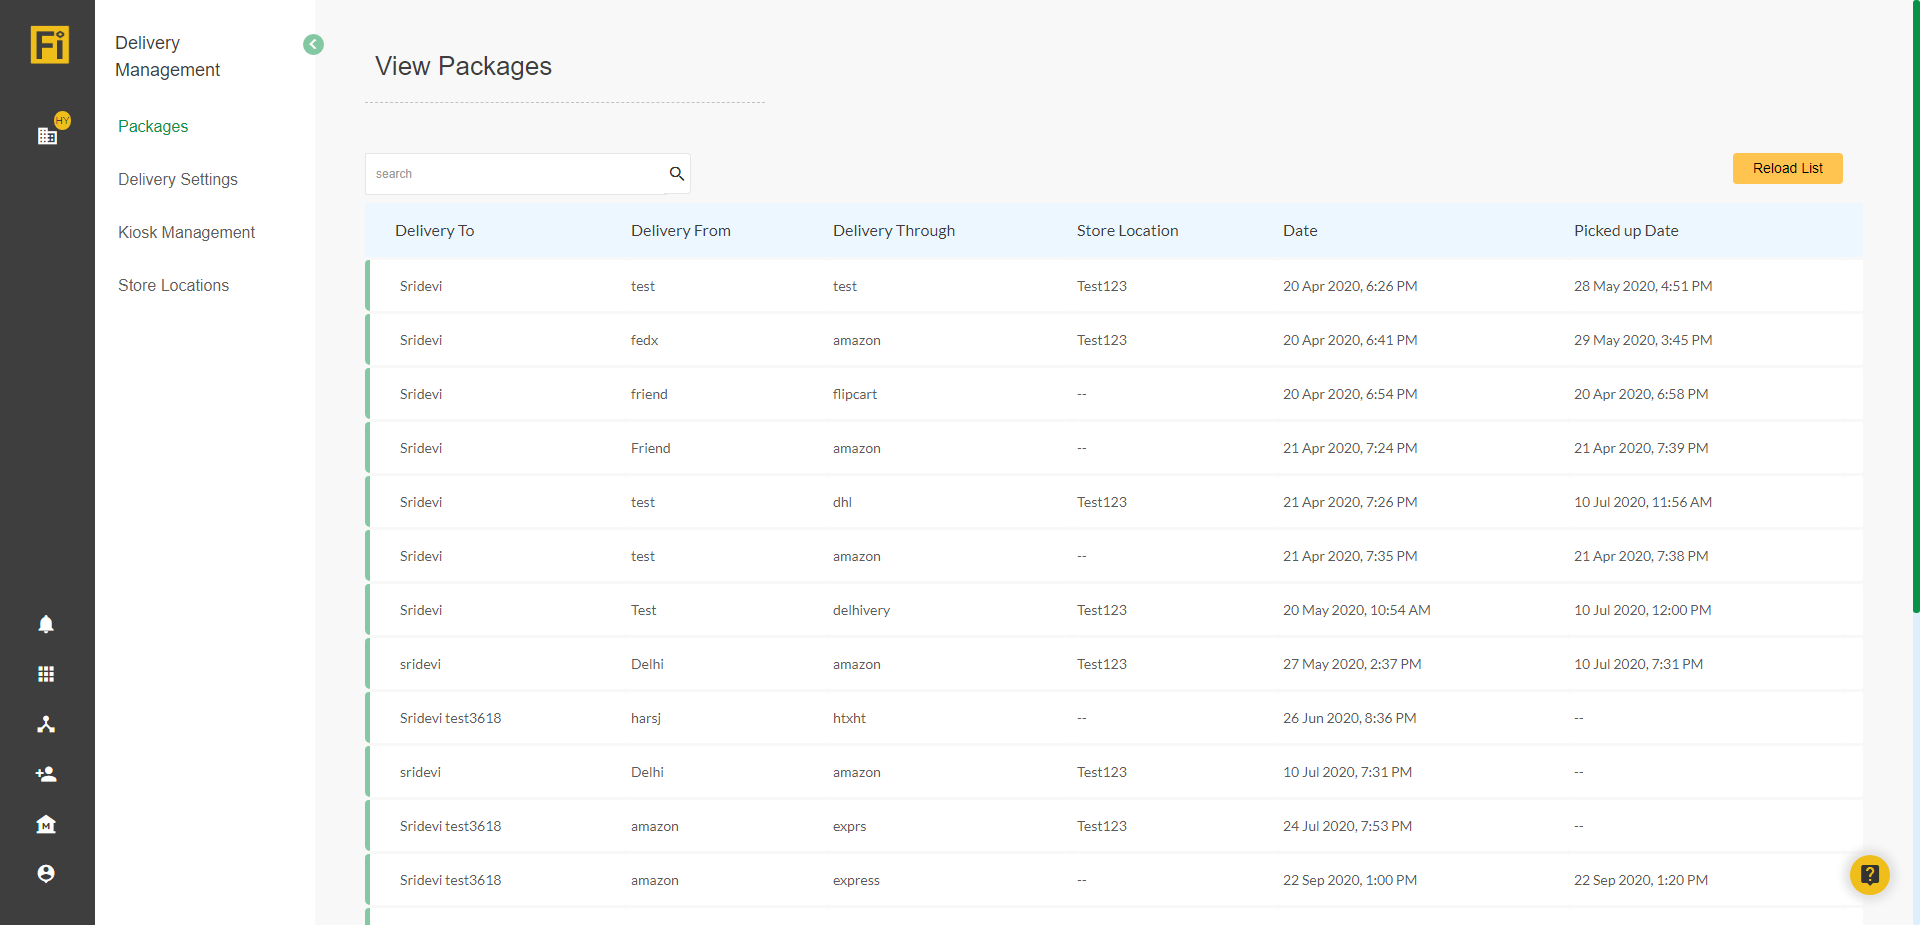 Fi
HY
Delivery
Management
Packages
Delivery Settings
Kiosk Management
Store Locations
View Packages
search
Reload List
Delivery To Delivery From Delivery Through Store Location Date Picked up Date
Sridevi test test Test123 20 Apr 2020, 6:26 PM 28 May 2020, 4:51 PM
Sridevi fedx amazon Test123 20 Apr 2020, 6:41 PM 29 May 2020, 3:45 PM
Sridevi friend flipcart -- 20 Apr 2020, 6:54 PM 20 Apr 2020, 6:58 PM
Sridevi Friend amazon -- 21 Apr 2020, 7:24 PM 21 Apr 2020, 7:39 PM
Sridevi test dhl Test123 21 Apr 2020, 7:26 PM 10 Jul 2020, 11:56 AM
Sridevi test amazon -- 21 Apr 2020, 7:35 PM 21 Apr 2020, 7:38 PM
Sridevi Test delhivery Test123 20 May 2020, 10:54 AM 10 Jul 2020, 12:00 PM
sridevi Delhi amazon Test123 27 May 2020, 2:37 PM 10 Jul 2020, 7:31 PM
Sridevi test3618 harsj htxht -- 26 Jun 2020, 8:36 PM --
sridevi Delhi amazon Test123 10 Jul 2020, 7:31 PM --
Sridevi test3618 amazon exprs Test123 24 Jul 2020, 7:53 PM --
Sridevi test3618 amazon express -- 22 Sep 2020, 1:00 PM 22 Sep 2020, 1:20 PM
M
?